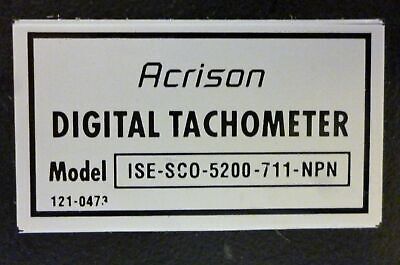 Acrison
DIGITAL TACHOMETER
Model ISE-SCO-5200-711-NPN
121-0473